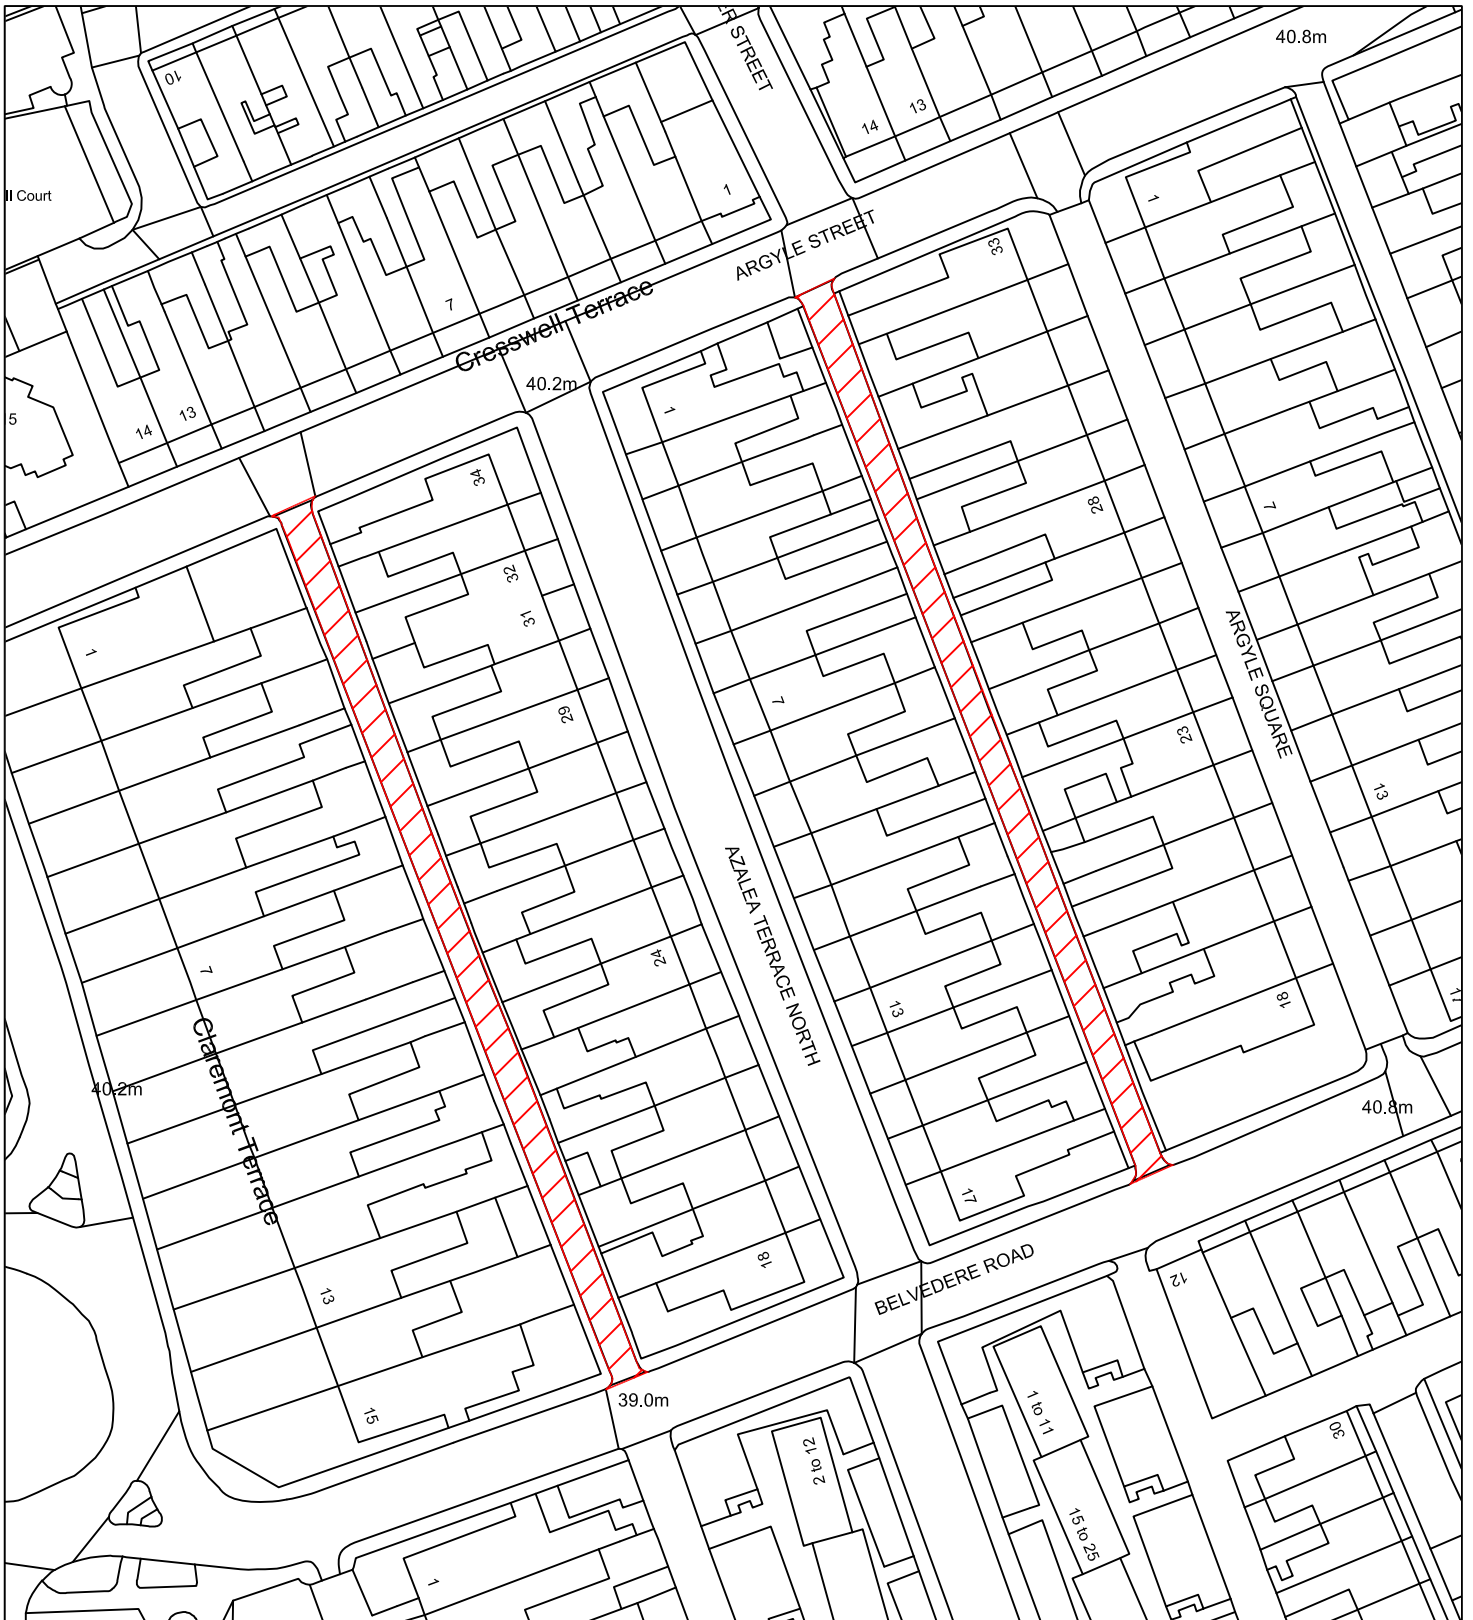 ER STREET
40.8m
10
13
14
ll Court
1
1
ARGYLE STREET
33
Cresswell Terrace
7
40.2m
1
5
13
14
34
28
7
32
31
ARGYLE SQUARE
1
7
29
23
13
AZALEA TERRACE NORTH
24
7
13
18
17
Claremont Terrace
40.2m
40.8m
17
BELVEDERE ROAD
18
12
13
39.0m
15
1 to 11
2 to 12
30
15 to 25
1